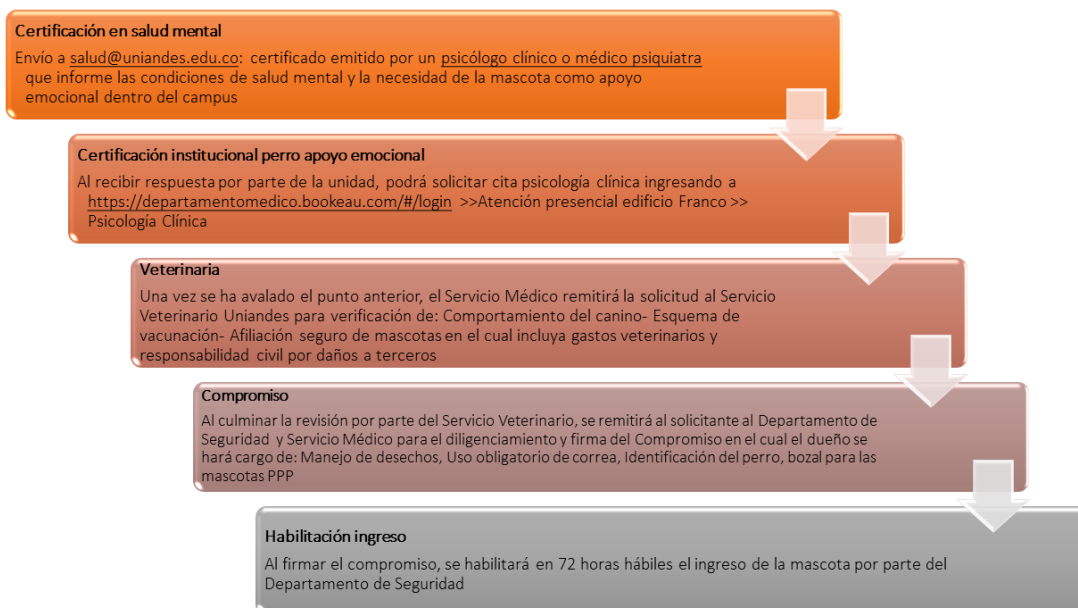 Certificación en salud mental
Envío a salud@uniandes.edu.co: certificado emitido por un psicólogo clínico o médico psiquiatra
que informe las condiciones de salud mental y la necesidad de la mascota como apoyo
emocional dentro del campus
Certificación institucional perro apoyo emocional
Al recibir respuesta por parte de la unidad, podrá solicitar cita psicología clínica ingresando a
https://departamentomedico.bookeau.com/#/login >>Atención presencial edificio Franco >>
Psicología Clínica
Veterinaria
Una vez se ha avalado el punto anterior, el Servicio Médico remitirá la solicitud al Servicio
Veterinario Uniandes para verificación de: Comportamiento del canino- Esquema de
vacunación- Afiliación seguro de mascotas en el cual incluya gastos veterinarios y
responsabilidad civil por daños a terceros
Compromiso
Al culminar la revisión por parte del Servicio Veterinario, se remitirá al solicitante al Departamento de
Seguridad y Servicio Médico para el diligenciamiento y firma del Compromiso en el cual el dueño se
hará cargo de: Manejo de desechos, Uso obligatorio de correa, Identificación del perro, bozal para las
mascotas PPP
Habilitación ingreso
Al firmar el compromiso, se habilitará en 72 horas hábiles el ingreso de la mascota por parte del
Departamento de Seguridad